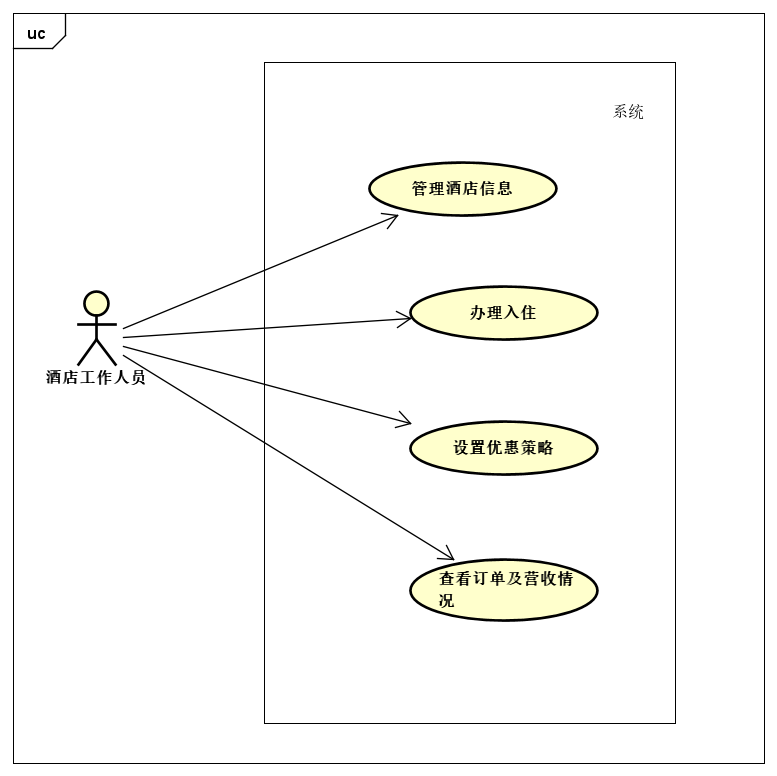 uc
系统
管理酒店信息
办理入住
酒店工作人员
设置优惠策略
查看订单及营收情
况